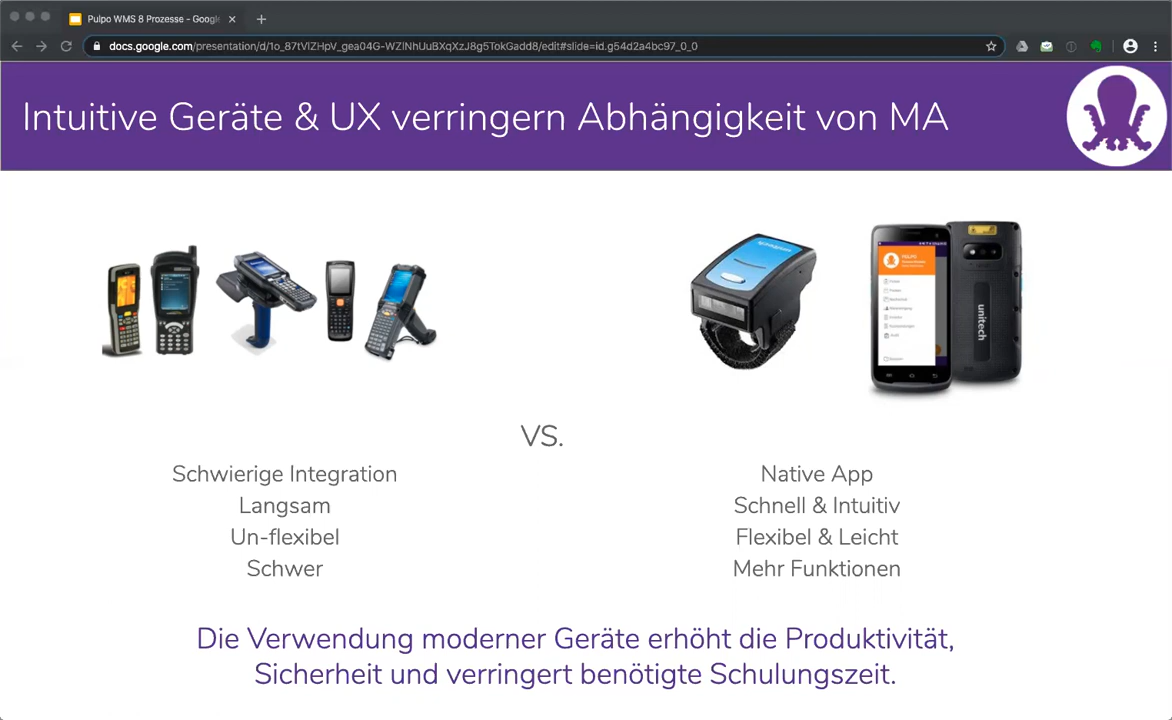 Pulpo WMS 8 Prozesse - Googl
docs.google.com/presentation/d/1o_87tVlZHpV_gea04G-WZlNhUuBXqXzJ8g5TokGadd8/edit#slide=id.g54d2a4bc97_0_0
Intuitive Geräte & UX verringern Abhängigkeit von MA
unitech
VS.
Schwierige Integration
Langsam
Un-flexibel
Schwer
Native App
Schnell & Intuitiv
Flexibel & Leicht
Mehr Funktionen
Die Verwendung moderner Geräte erhöht die Produktivität,
Sicherheit und verringert benötigte Schulungszeit.